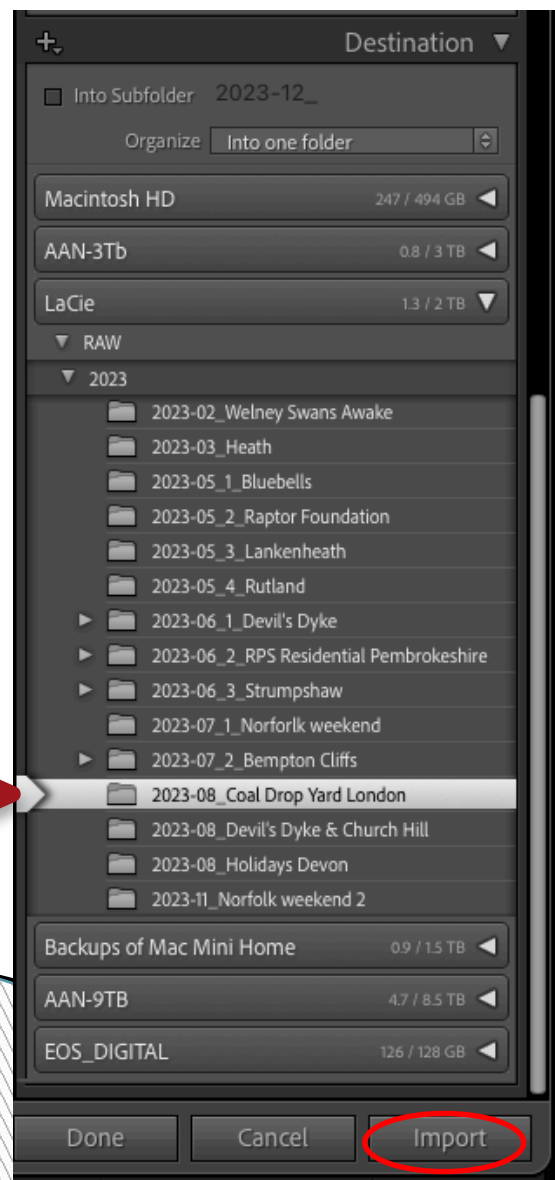 Destination
Into Subfolder 2023-12_
Organize Into one folder
Macintosh HD 247 / 494 GB
AAN-3Tb 0.8 / 3 TB
LaCie 1.3 / 2 TB
RAW
2023
2023-02_Welney Swans Awake
2023-03_Heath
2023-05_1_Bluebells
2023-05_2_Raptor Foundation
2023-05_3_Lankenheath
2023-05_4_Rutland
2023-06_1_Devil's Dyke
2023-06_2_RPS Residential Pembrokeshire
2023-06_3_Strumpshaw
2023-07_1_Norforlk weekend
2023-07_2_Bempton Cliffs
2023-08_Coal Drop Yard London
2023-08_Devil's Dyke & Church Hill
2023-08_Holidays Devon
2023-11_Norfolk weekend 2
Backups of Mac Mini Home 0.9 / 1.5 TB
AAN-9TB 4.7 / 8.5 TB
EOS_DIGITAL 126 / 128 GB
Done Cancel Import